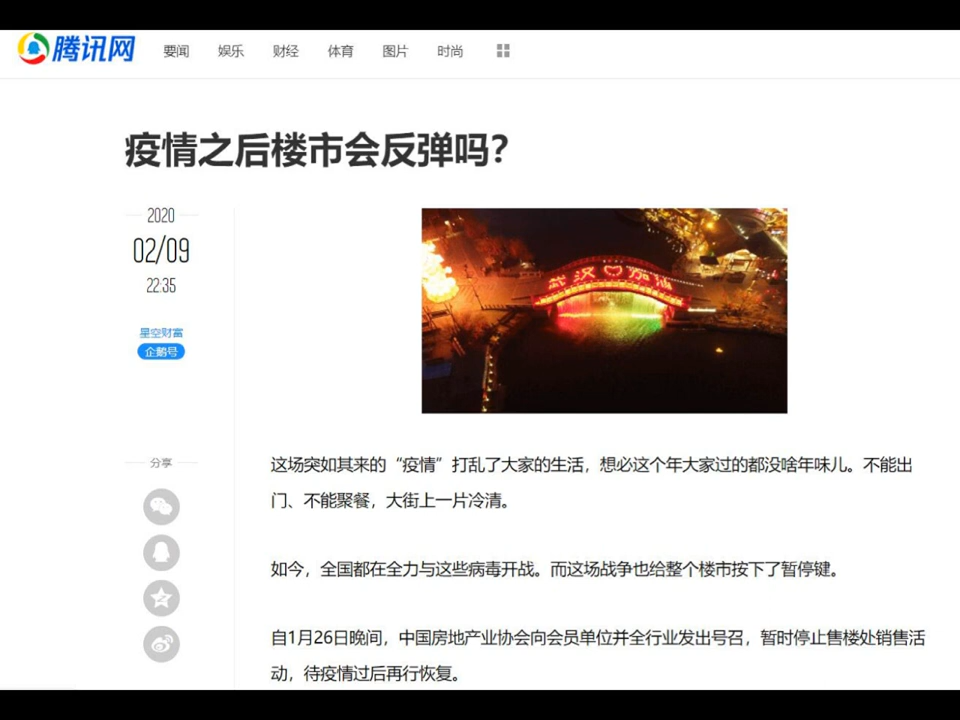 腾讯网
要闻 娱乐 财经 体育 图片 时尚
疫情之后楼市会反弹吗？
2020
02/09
22:35
星空财富
企鹅号
武汉 加油
分享
这场突如其来的“疫情”打乱了大家的生活，想必这个年大家过的都没啥年味儿。不能出
门、不能聚餐，大街上一片冷清。
如今，全国都在全力与这些病毒开战。而这场战争也给整个楼市按下了暂停键。
自1月26日晚间，中国房地产业协会向会员单位并全行业发出号召，暂时停止售楼处销售活
动，待疫情过后再行恢复。